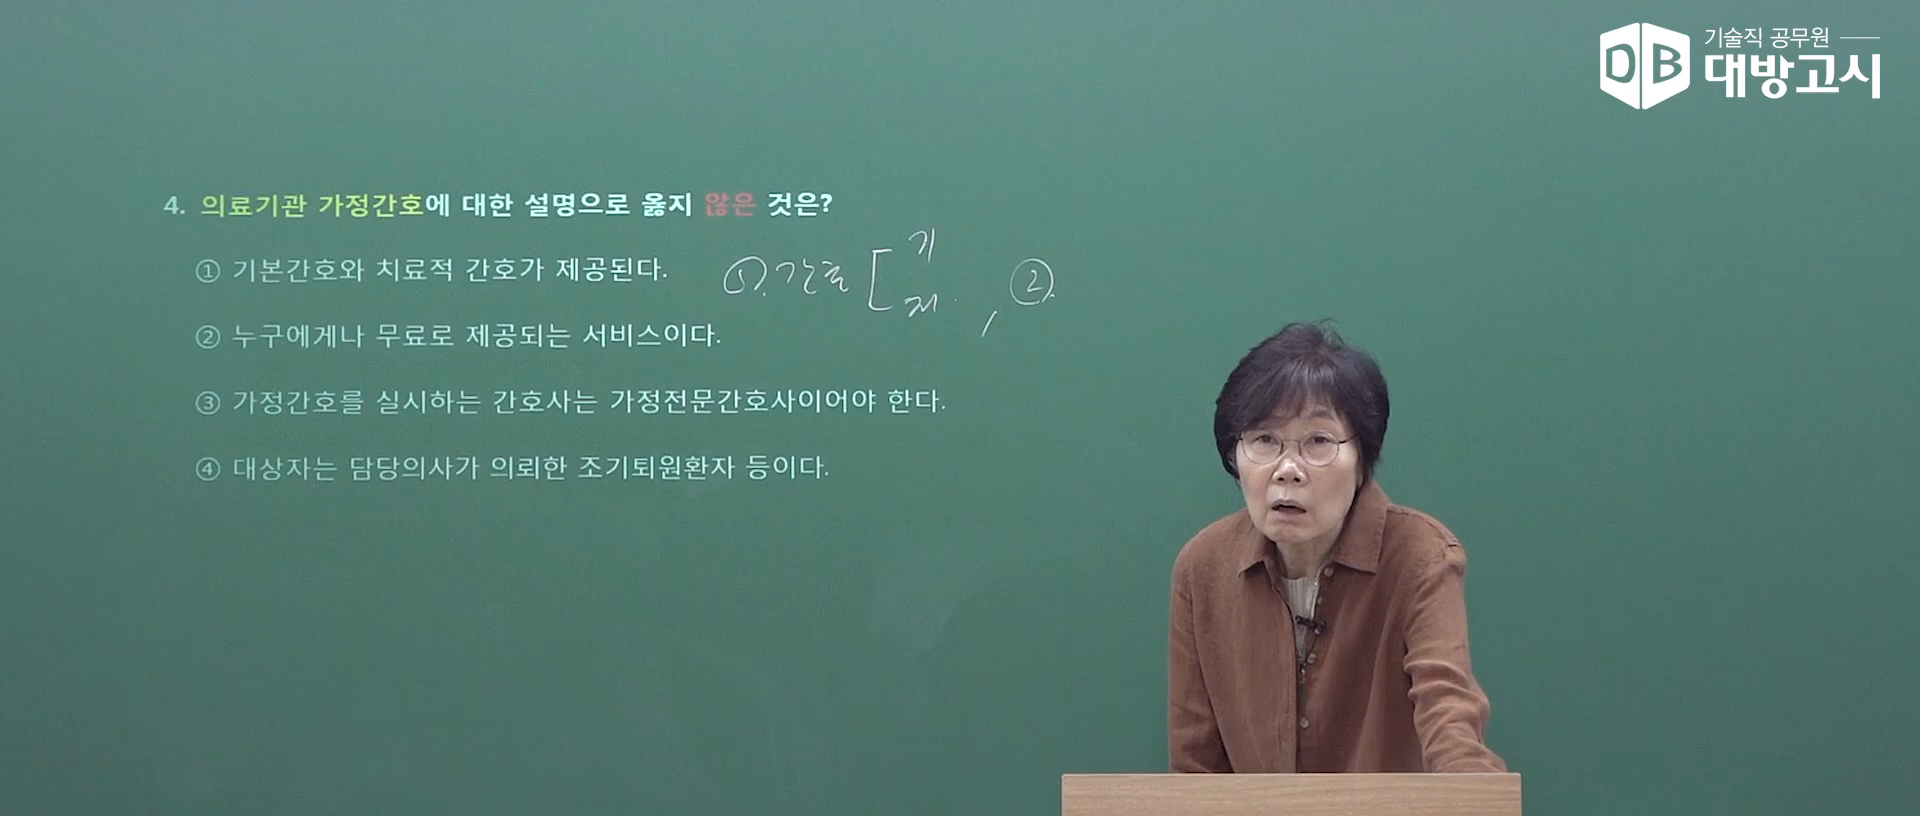 DB
기술직 공무원
대방고시
4. 의료기관 가정간호에 대한 설명으로 옳지 않은 것은?
① 기본간호와 치료적 간호가 제공된다.
② 누구에게나 무료로 제공되는 서비스이다.
③ 가정간호를 실시하는 간호사는 가정전문간호사이어야 한다.
④ 대상자는 담당의사가 의뢰한 조기퇴원환자 등이다.
간호
②